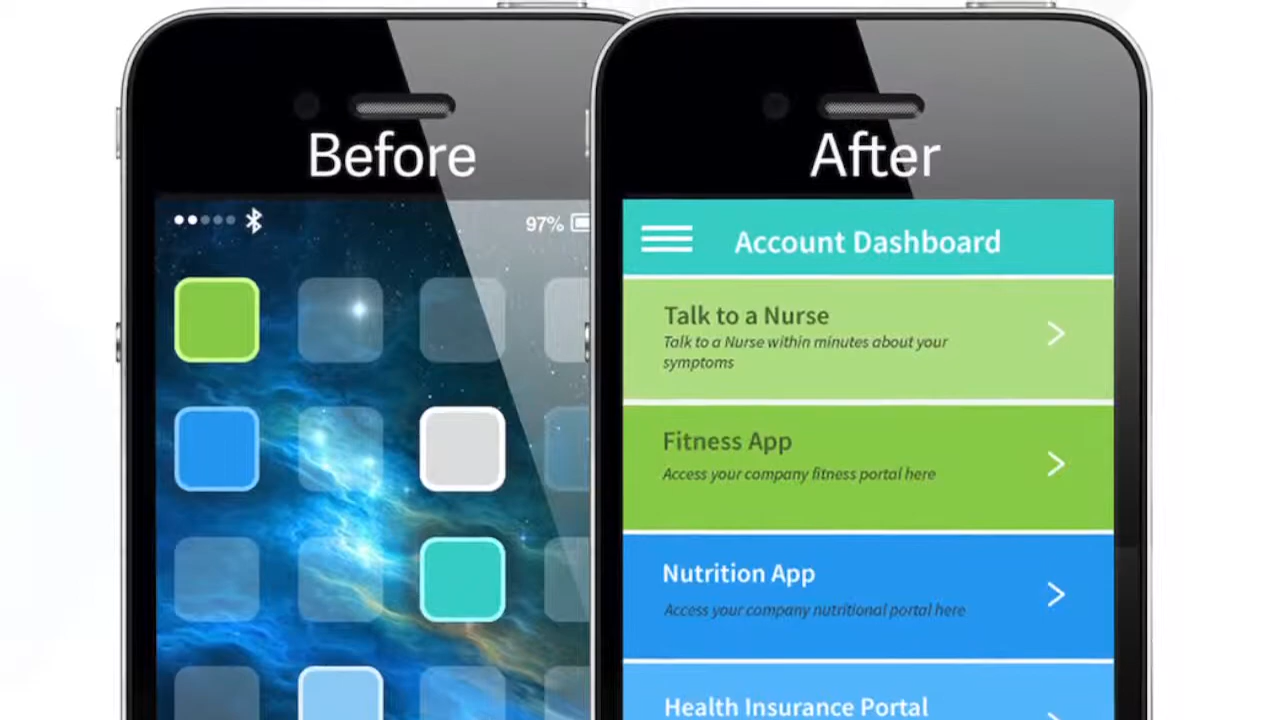 Before
97%
After
Account Dashboard
Talk to a Nurse
Talk to a Nurse within minutes about your
symptoms
Fitness App
Access your company fitness portal here
Nutrition App
Access your company nutritional portal here
Health Insurance Portal